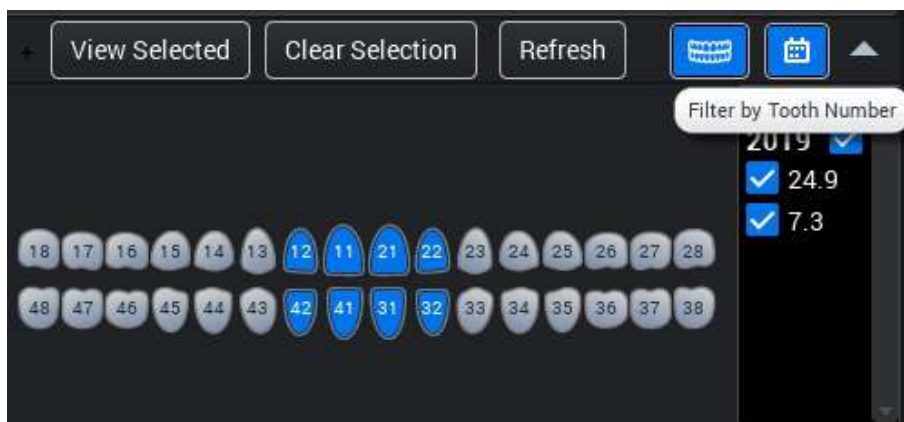 + View Selected Clear Selection Refresh
Filter by Tooth Number
2019
24.9
7.3
18 17 16 15 14 13 12 11 21 22 23 24 25 26 27 28
48 47 46 45 44 43 42 41 31 32 33 34 35 36 37 38